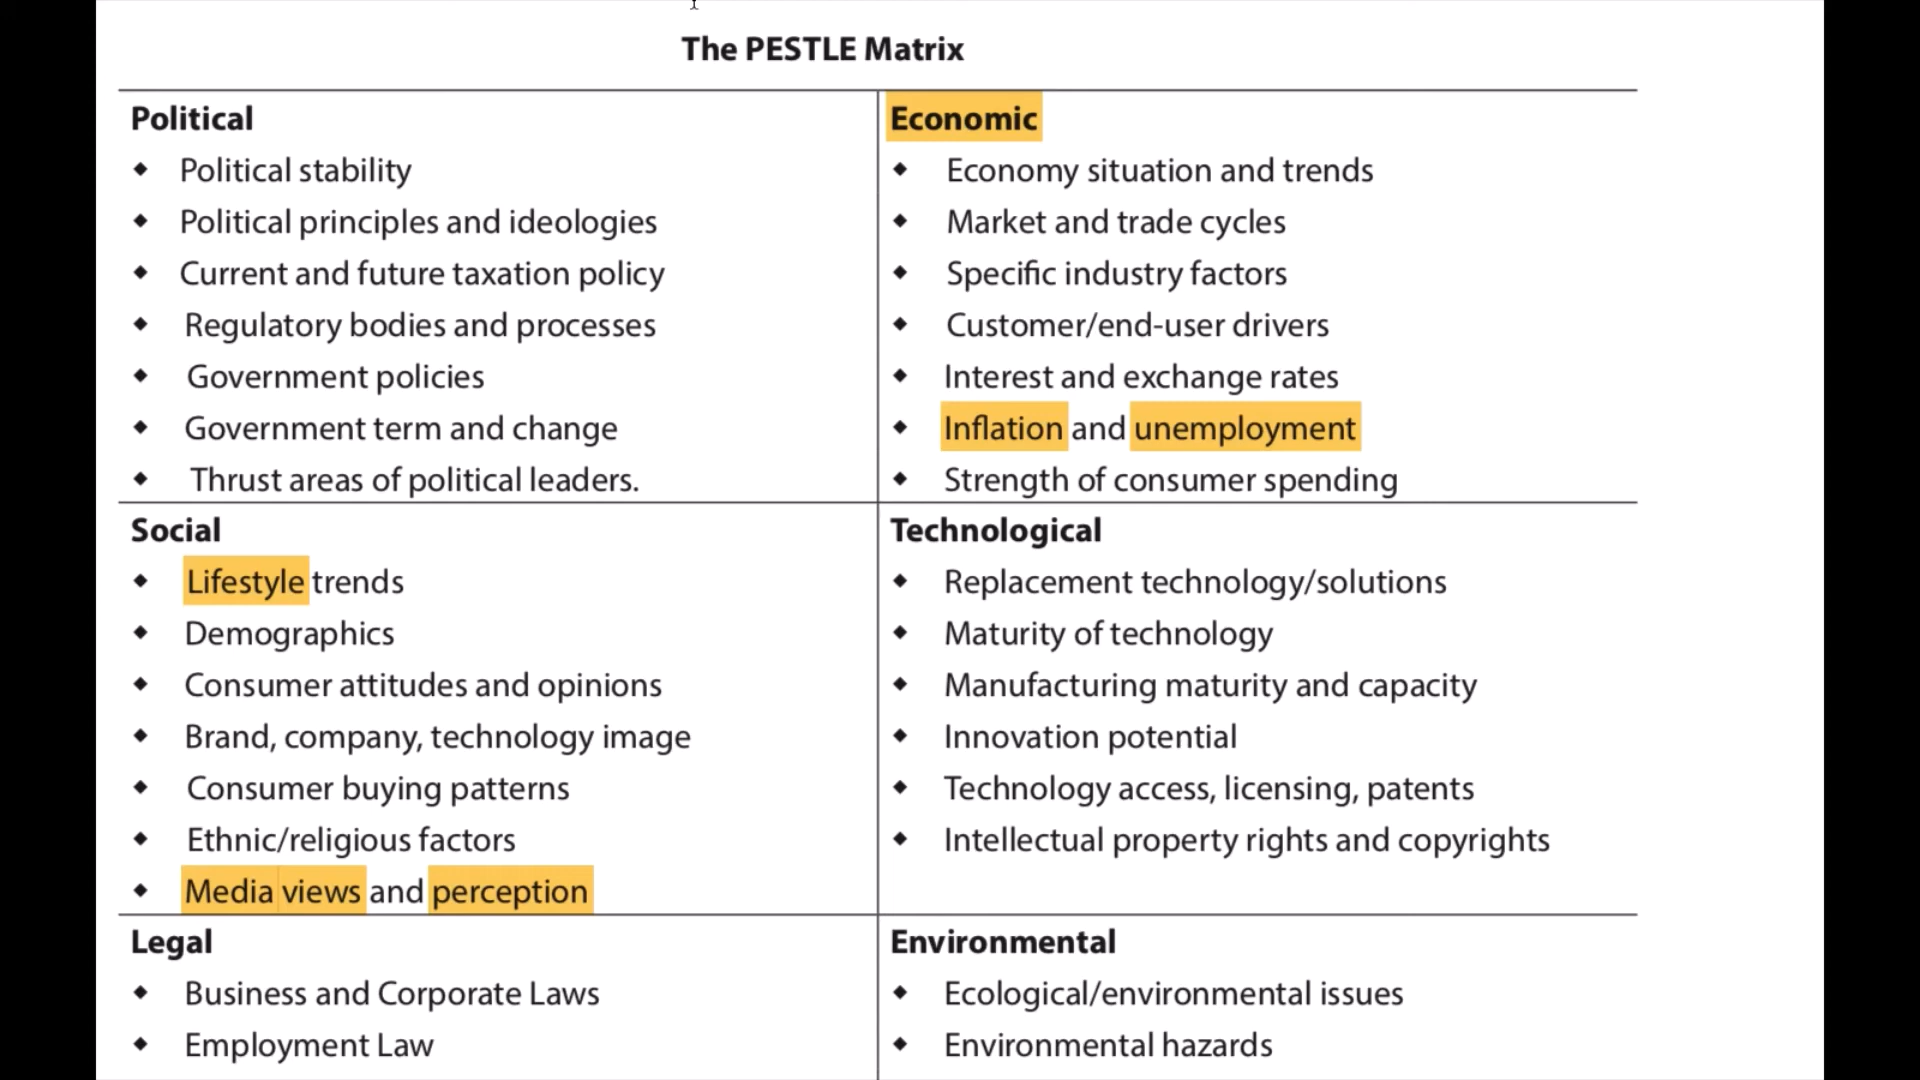 The PESTLE Matrix
Political
◆ Political stability
◆ Political principles and ideologies
◆ Current and future taxation policy
◆ Regulatory bodies and processes
◆ Government policies
◆ Government term and change
◆ Thrust areas of political leaders.
Economic
◆ Economy situation and trends
◆ Market and trade cycles
◆ Specific industry factors
◆ Customer/end-user drivers
◆ Interest and exchange rates
◆ Inflation and unemployment
◆ Strength of consumer spending
Social
◆ Lifestyle trends
◆ Demographics
◆ Consumer attitudes and opinions
◆ Brand, company, technology image
◆ Consumer buying patterns
◆ Ethnic/religious factors
◆ Media views and perception
Technological
◆ Replacement technology/solutions
◆ Maturity of technology
◆ Manufacturing maturity and capacity
◆ Innovation potential
◆ Technology access, licensing, patents
◆ Intellectual property rights and copyrights
Legal
◆ Business and Corporate Laws
◆ Employment Law
Environmental
◆ Ecological/environmental issues
◆ Environmental hazards